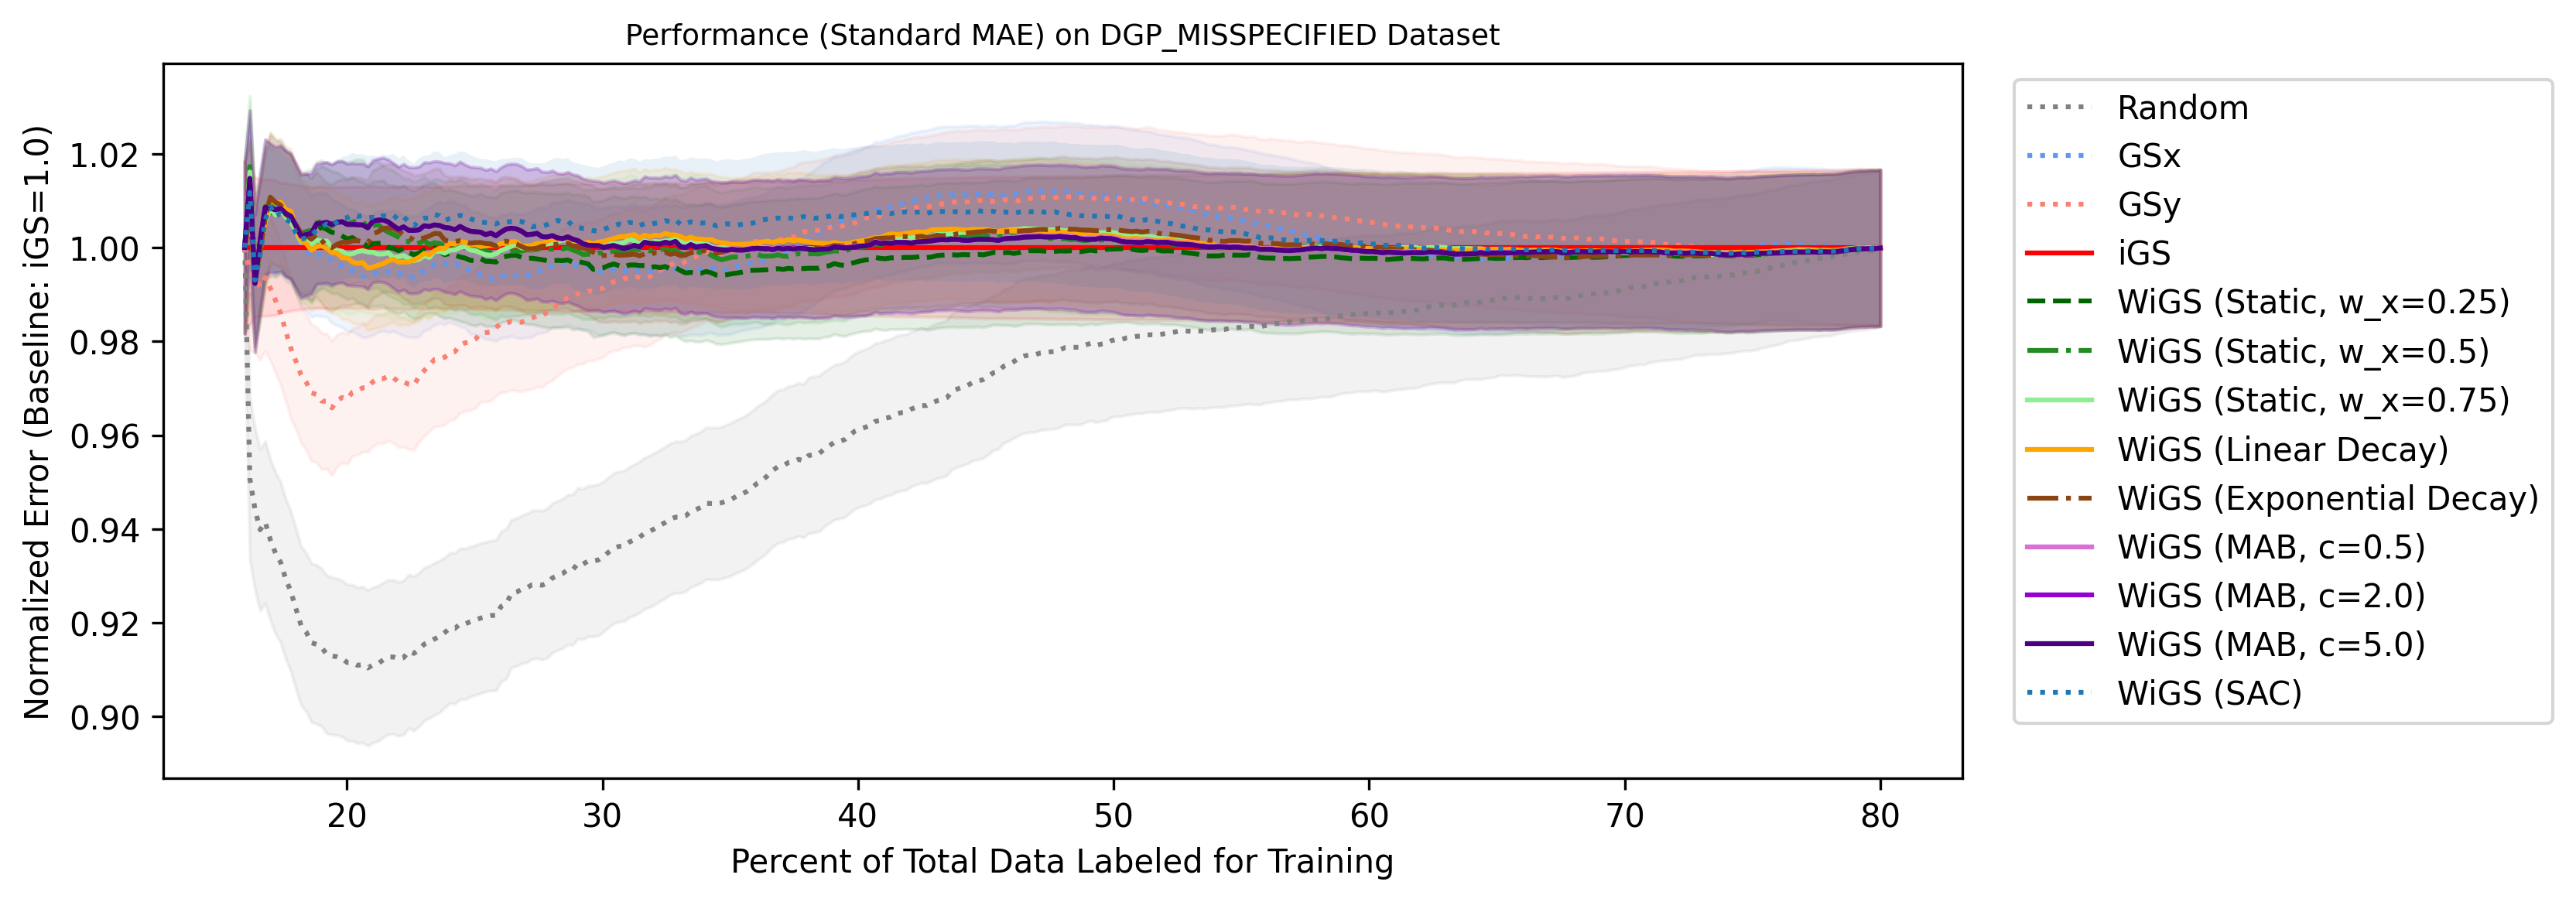 Performance (Standard MAE) on DGP_MISSPECIFIED Dataset
Normalized Error (Baseline: iGS=1.0)
1.02
1.00
0.98
0.96
0.94
0.92
0.90
20 30 40 50 60 70 80
Percent of Total Data Labeled for Training
Random
GSx
GSy
iGS
WiGS (Static, w_x=0.25)
WiGS (Static, w_x=0.5)
WiGS (Static, w_x=0.75)
WiGS (Linear Decay)
WiGS (Exponential Decay)
WiGS (MAB, c=0.5)
WiGS (MAB, c=2.0)
WiGS (MAB, c=5.0)
WiGS (SAC)